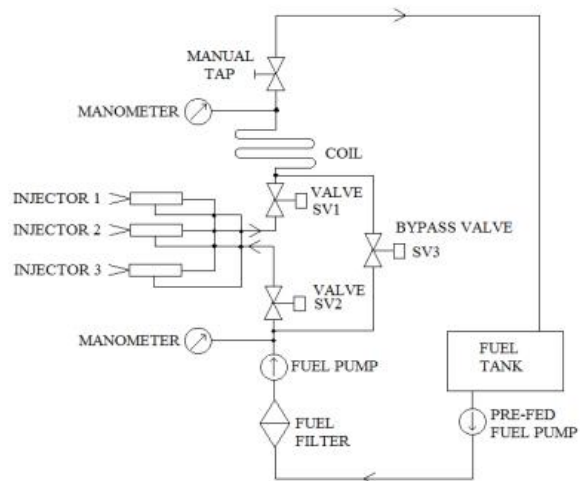 MANUAL
TAP
MANOMETER
COIL
INJECTOR 1
VALVE
SV1
INJECTOR 2
BYPASS VALVE
SV3
INJECTOR 3
VALVE
SV2
MANOMETER
FUEL PUMP
FUEL
TANK
FUEL
FILTER
PRE-FED
FUEL PUMP